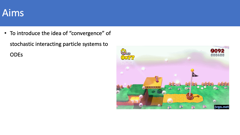 Aims
• To introduce the idea of "convergence" of
stochastic interacting particle systems to
ODEs